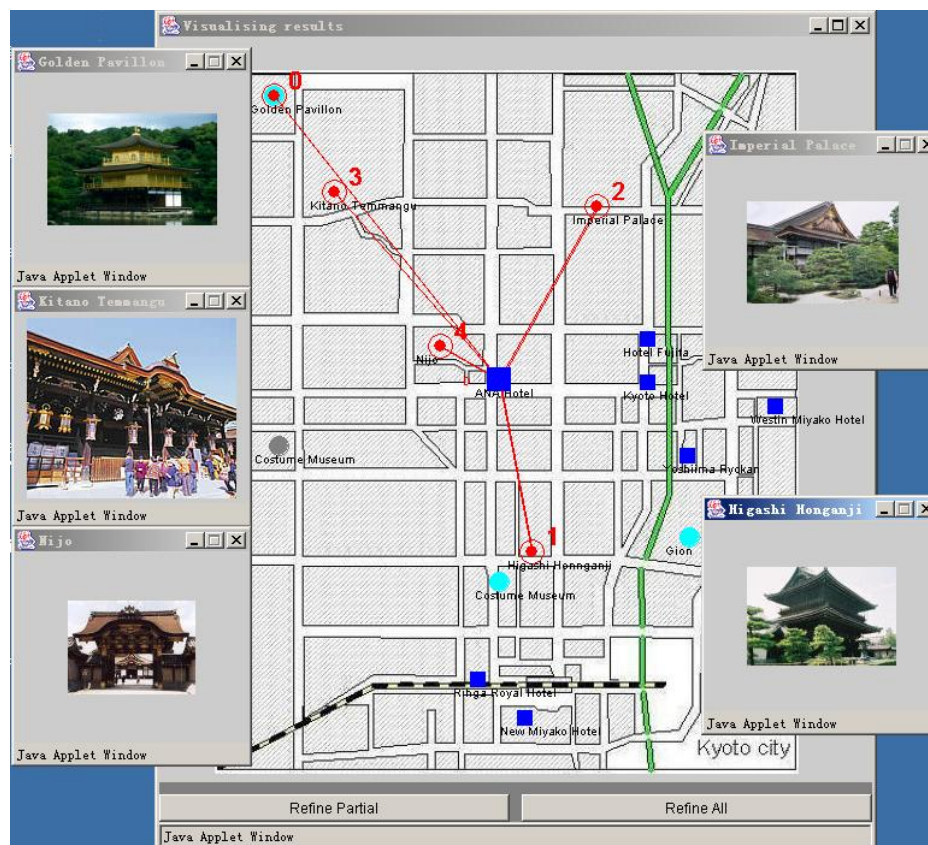 Visualising results
Golden Pavillon
Java Applet Window
Kitano Temmangu
Java Applet Window
Nijo
Java Applet Window
0
Golden Pavillon
3
Kitano Temmangu
2
Imperial Palace
4
Nijo
0
ANA Hotel
Hotel Fujita
Kyoto Hotel
Westin Miyako Hotel
Yoshiima Ryokan
Costume Museum
1
Higashi Honnganji
Gion
Costume Museum
Rihga Royal Hotel
New Miyako Hotel
Kyoto city
Imperial Palace
Java Applet Window
Higashi Honganji
Java Applet Window
Refine Partial
Refine All
Java Applet Window